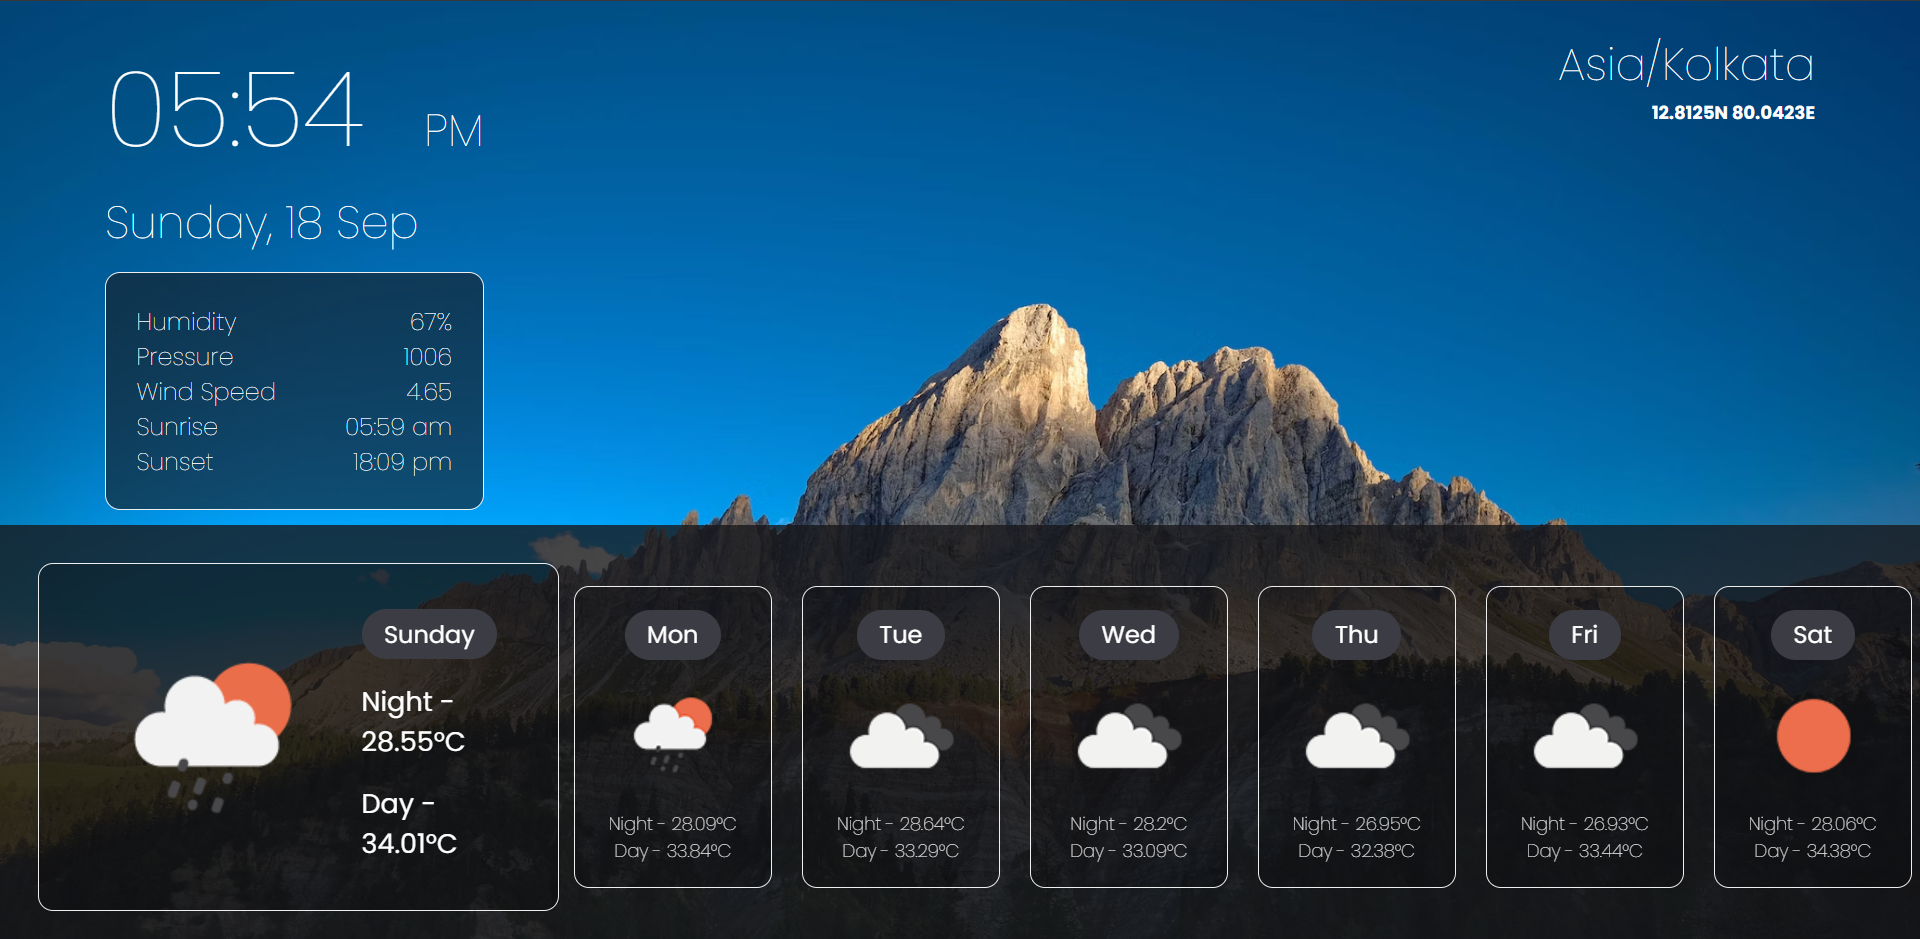 05:54 PM
Asia/Kolkata
12.8125N 80.0423E
Sunday, 18 Sep
Humidity 67%
Pressure 1006
Wind Speed 4.65
Sunrise 05:59 am
Sunset 18:09 pm
Sunday
Night -
28.55°C
Day -
34.01°C
Mon
Night - 28.09°C
Day - 33.84°C
Tue
Night - 28.64°C
Day - 33.29°C
Wed
Night - 28.2°C
Day - 33.09°C
Thu
Night - 26.95°C
Day - 32.38°C
Fri
Night - 26.93°C
Day - 33.44°C
Sat
Night - 28.06°C
Day - 34.38°C